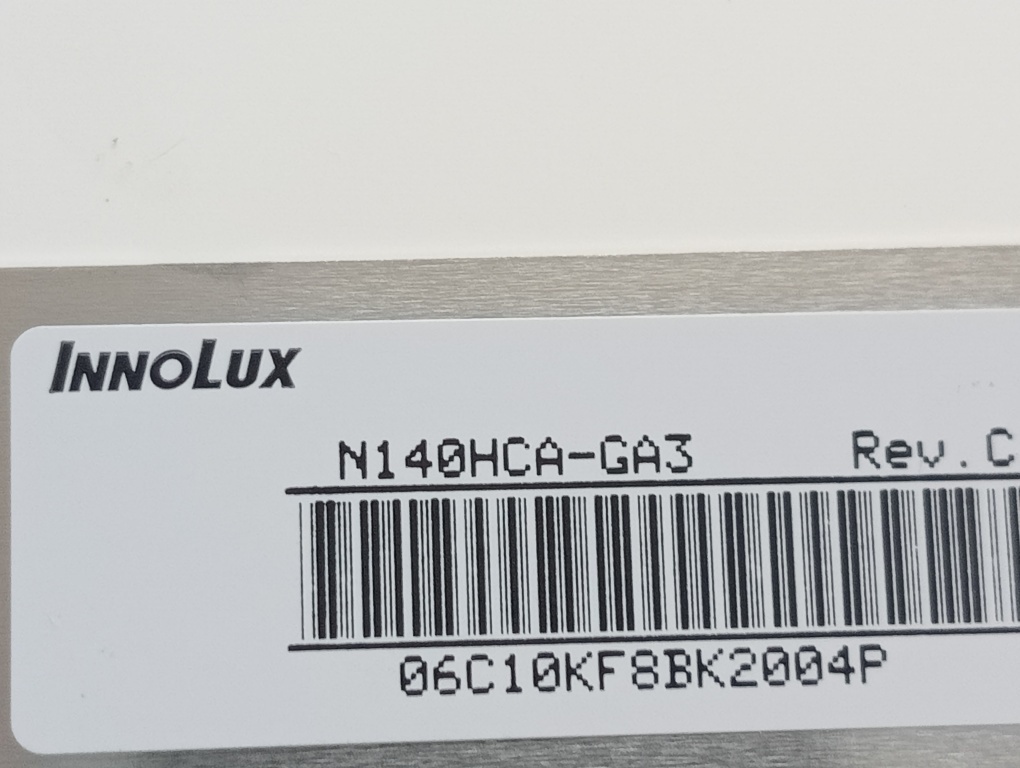 INNOLUX
N140HCA-GA3 Rev.C
06C10KF8BK2004P